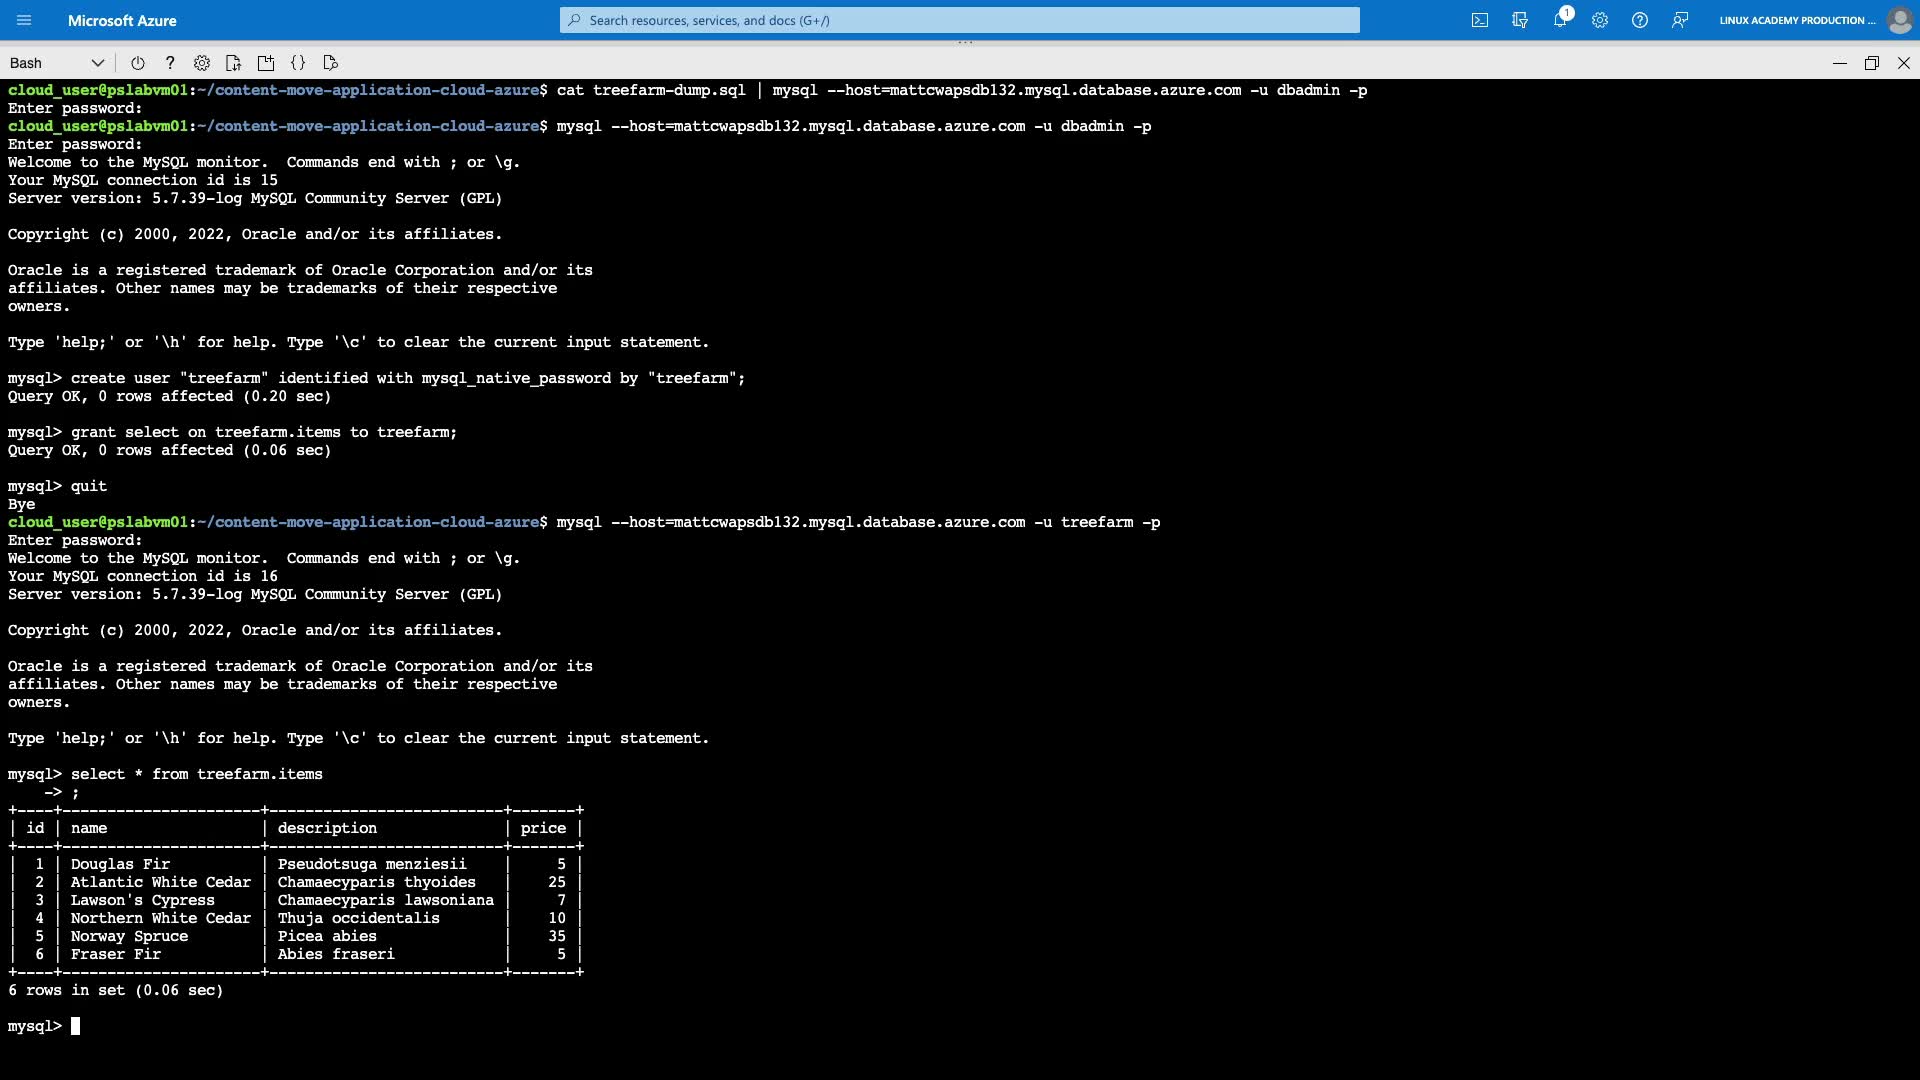 Microsoft Azure
Search resources, services, and docs (G+/)
1
LINUX ACADEMY PRODUCTION ...
Bash
cloud_user@pslabvm01:~/content-move-application-cloud-azure$ cat treefarm-dump.sql | mysql --host=mattcwapsdb132.mysql.database.azure.com -u dbadmin -p
Enter password:
cloud_user@pslabvm01:~/content-move-application-cloud-azure$ mysql --host=mattcwapsdb132.mysql.database.azure.com -u dbadmin -p
Enter password:
Welcome to the MySQL monitor.  Commands end with ; or \g.
Your MySQL connection id is 15
Server version: 5.7.39-log MySQL Community Server (GPL)
Copyright (c) 2000, 2022, Oracle and/or its affiliates.
Oracle is a registered trademark of Oracle Corporation and/or its
affiliates. Other names may be trademarks of their respective
owners.
Type 'help;' or '\h' for help. Type '\c' to clear the current input statement.
mysql> create user "treefarm" identified with mysql_native_password by "treefarm";
Query OK, 0 rows affected (0.20 sec)
mysql> grant select on treefarm.items to treefarm;
Query OK, 0 rows affected (0.06 sec)
mysql> quit
Bye
cloud_user@pslabvm01:~/content-move-application-cloud-azure$ mysql --host=mattcwapsdb132.mysql.database.azure.com -u treefarm -p
Enter password:
Welcome to the MySQL monitor.  Commands end with ; or \g.
Your MySQL connection id is 16
Server version: 5.7.39-log MySQL Community Server (GPL)
Copyright (c) 2000, 2022, Oracle and/or its affiliates.
Oracle is a registered trademark of Oracle Corporation and/or its
affiliates. Other names may be trademarks of their respective
owners.
Type 'help;' or '\h' for help. Type '\c' to clear the current input statement.
mysql> select * from treefarm.items
    -> ;
+----+----------------------+--------------------------+-------+
| id | name                 | description              | price |
+----+----------------------+--------------------------+-------+
|  1 | Douglas Fir          | Pseudotsuga menziesii    |     5 |
|  2 | Atlantic White Cedar | Chamaecyparis thyoides   |    25 |
|  3 | Lawson's Cypress     | Chamaecyparis lawsoniana |     7 |
|  4 | Northern White Cedar | Thuja occidentalis       |    10 |
|  5 | Norway Spruce        | Picea abies              |    35 |
|  6 | Fraser Fir           | Abies fraseri            |     5 |
+----+----------------------+--------------------------+-------+
6 rows in set (0.06 sec)
mysql>